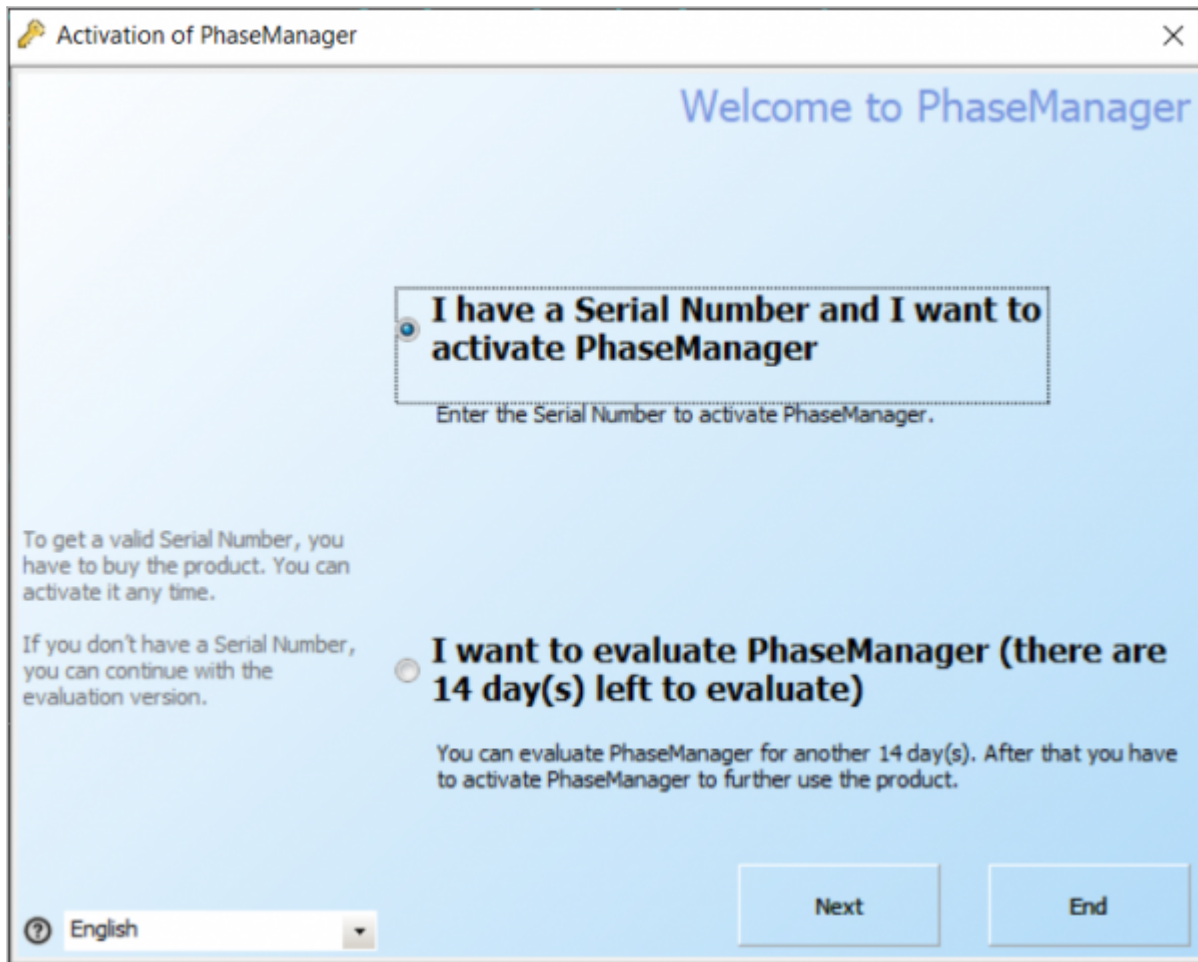 Activation of PhaseManager
Welcome to PhaseManager
I have a Serial Number and I want to
activate PhaseManager
Enter the Serial Number to activate PhaseManager.
To get a valid Serial Number, you
have to buy the product. You can
activate it any time.
If you don't have a Serial Number,
you can continue with the
evaluation version.
I want to evaluate PhaseManager (there are
14 day(s) left to evaluate)
You can evaluate PhaseManager for another 14 day(s). After that you have
to activate PhaseManager to further use the product.
English
Next
End